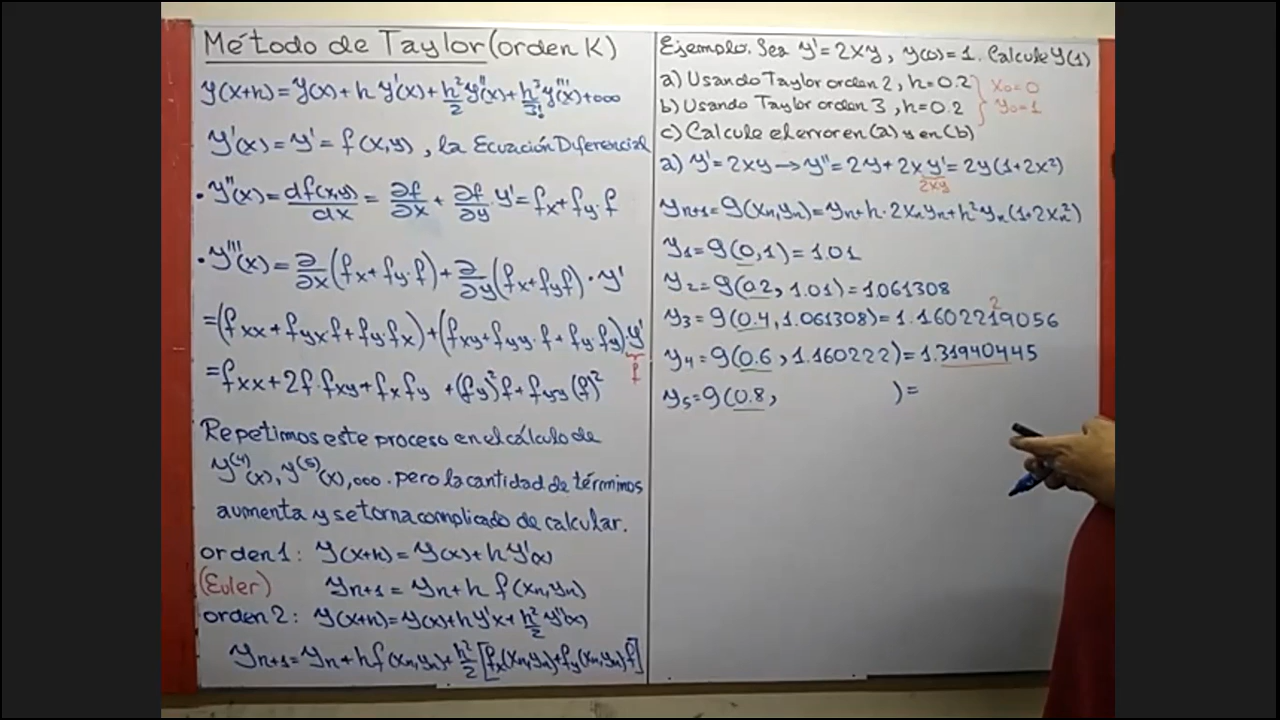 Método de Taylor (orden K)
y(x+h) = y(x) + h y'(x) + h²/2 y''(x) + h³/3! y'''(x) + ooo
y'(x) = y' = f(x,y), la Ecuación Diferencial
• y''(x) = df(x,y)/dx = ∂f/∂x + ∂f/∂y · y' = fx + fy · f
• y'''(x) = ∂/∂x (fx + fy · f) + ∂/∂y (fx + fy f) · y'
= (fxx + fyx f + fy · fx) + (fxy + fyy · f + fy · fy) · y'
f
= fxx + 2f · fxy + fx fy + (fy)² f + fyy (f)²
Repetimos este proceso en el cálculo de
y⁽⁴⁾(x), y⁽⁵⁾(x), ooo. pero la cantidad de términos
aumenta y se torna complicado de calcular.
orden 1: y(x+h) = y(x) + h y'(x)
(Euler) yn+1 = yn + h f(xn, yn)
orden 2: y(x+h) = y(x) + h y'x + h²/2 y''(x)
yn+1 = yn + h f(xn, yn) + h²/2 [fx(xn, yn) + fy(xn, yn) f]
Ejemplo. Sea y' = 2xy, y(0) = 1. Calcule y(1)
a) Usando Taylor orden 2, h = 0.2 } x0 = 0
b) Usando Taylor orden 3, h = 0.2 } y0 = 1
c) Calcule el error en (a) y en (b)
a) y' = 2xy → y'' = 2y + 2x y' = 2y(1 + 2x²)
2xy
yn+1 = g(xn, yn) = yn + h · 2xn yn + h² yn (1 + 2xn²)
y1 = g(0, 1) = 1.01
y2 = g(0.2, 1.01) = 1.061308
2
y3 = g(0.4, 1.061308) = 1.1602219056
y4 = g(0.6, 1.160222) = 1.31940445
y5 = g(0.8, ) =